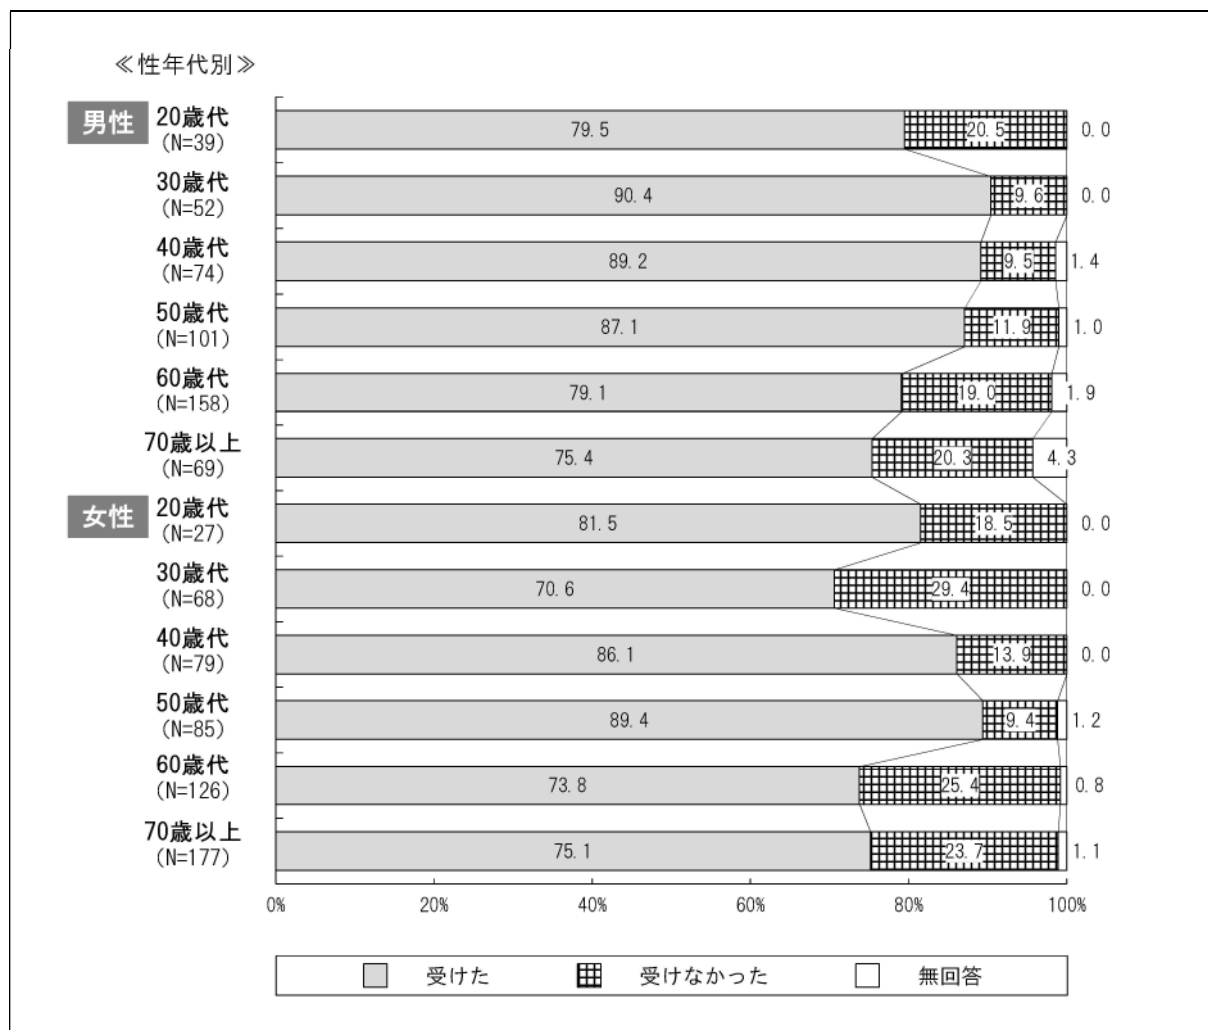 ≪性年代別≫
男性 20歳代
(N=39)
79.5 20.5 0.0
30歳代
(N=52)
90.4 9.6 0.0
40歳代
(N=74)
89.2 9.5 1.4
50歳代
(N=101)
87.1 11.9 1.0
60歳代
(N=158)
79.1 19.0 1.9
70歳以上
(N=69)
75.4 20.3 4.3
女性 20歳代
(N=27)
81.5 18.5 0.0
30歳代
(N=68)
70.6 29.4 0.0
40歳代
(N=79)
86.1 13.9 0.0
50歳代
(N=85)
89.4 9.4 1.2
60歳代
(N=126)
73.8 25.4 0.8
70歳以上
(N=177)
75.1 23.7 1.1
0% 20% 40% 60% 80% 100%
受けた 受けなかった 無回答